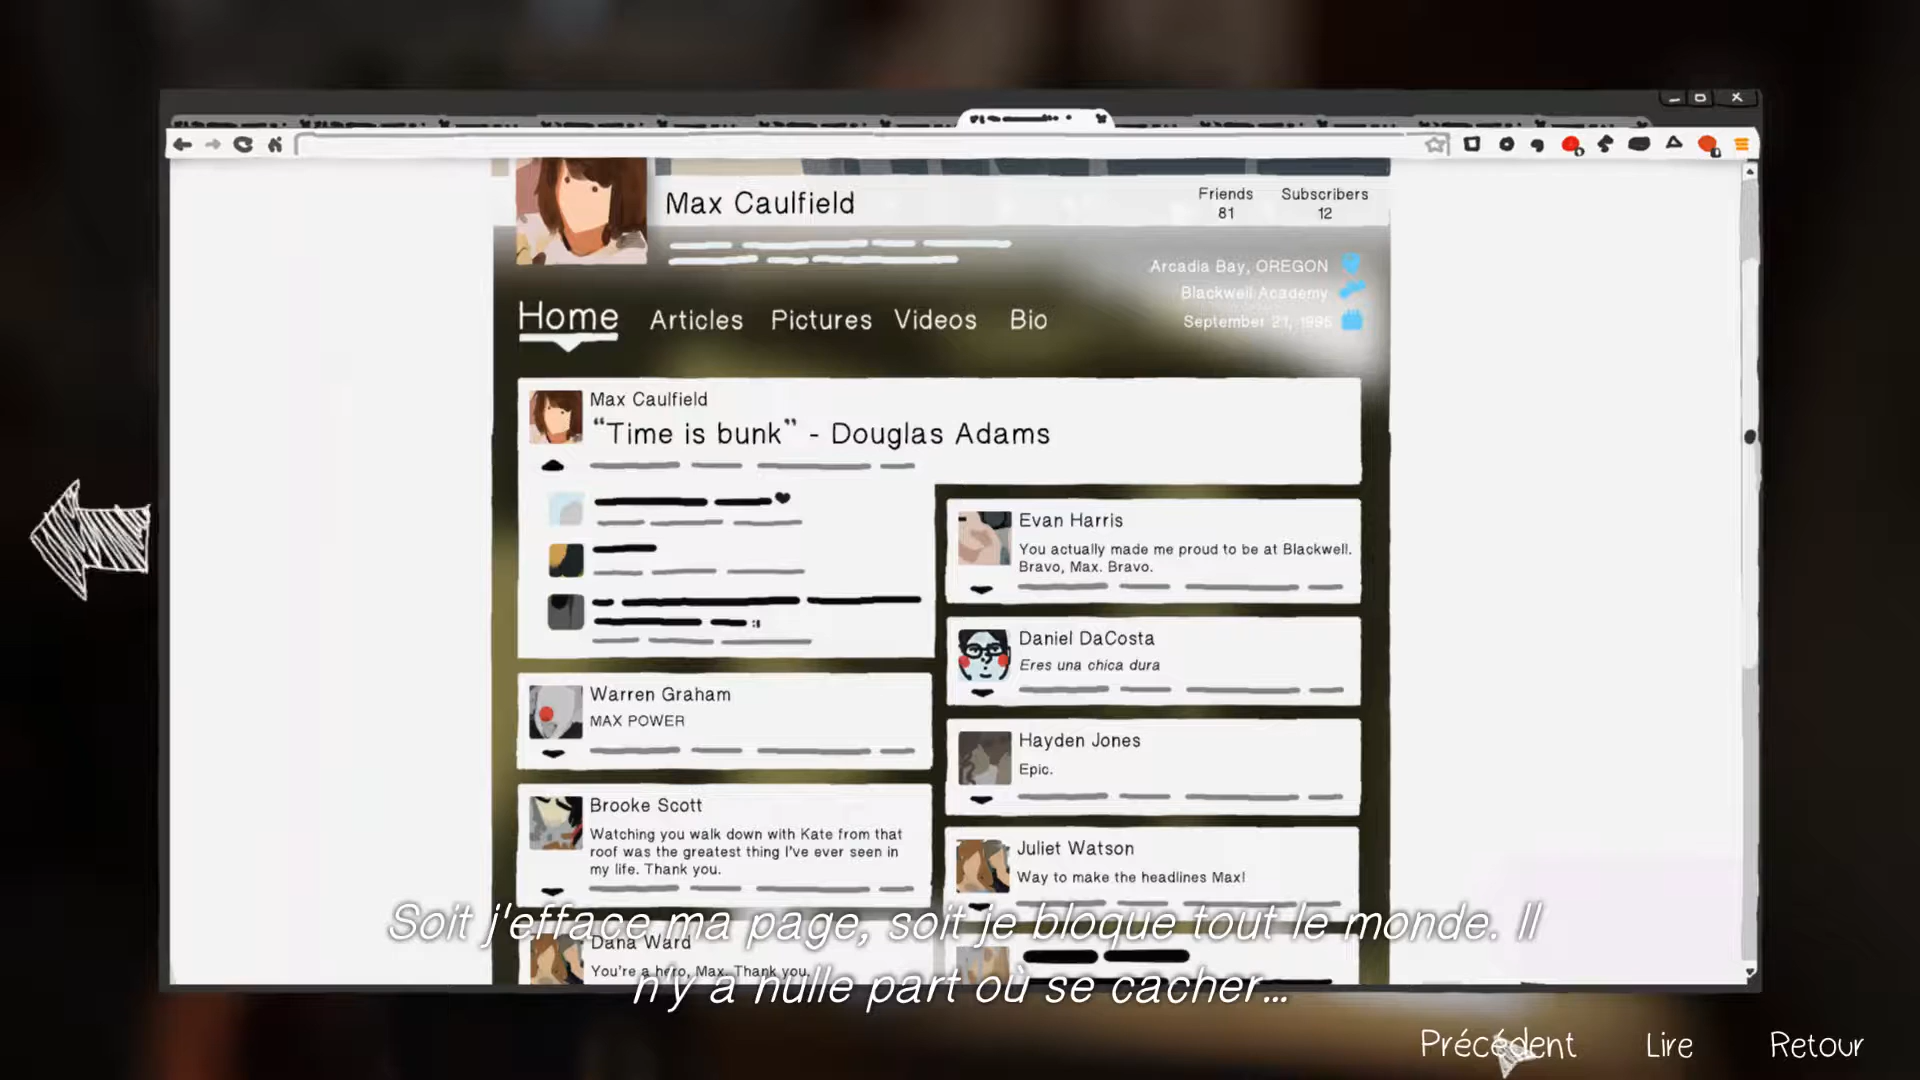 Max Caulfield
Friends
81
Subscribers
12
Arcadia Bay, OREGON
Blackwell Academy
September 21, 1995
Home
Articles
Pictures
Videos
Bio
Max Caulfield
“Time is bunk” - Douglas Adams
Warren Graham
MAX POWER
Brooke Scott
Watching you walk down with Kate from that
roof was the greatest thing I've ever seen in
my life. Thank you.
Dana Ward
You're a hero, Max. Thank you.
Evan Harris
You actually made me proud to be at Blackwell.
Bravo, Max. Bravo.
Daniel DaCosta
Eres una chica dura
Hayden Jones
Epic.
Juliet Watson
Way to make the headlines Max!
Soit j'efface ma page, soit je bloque tout le monde. Il
n'y a nulle part où se cacher...
Précédent
Lire
Retour